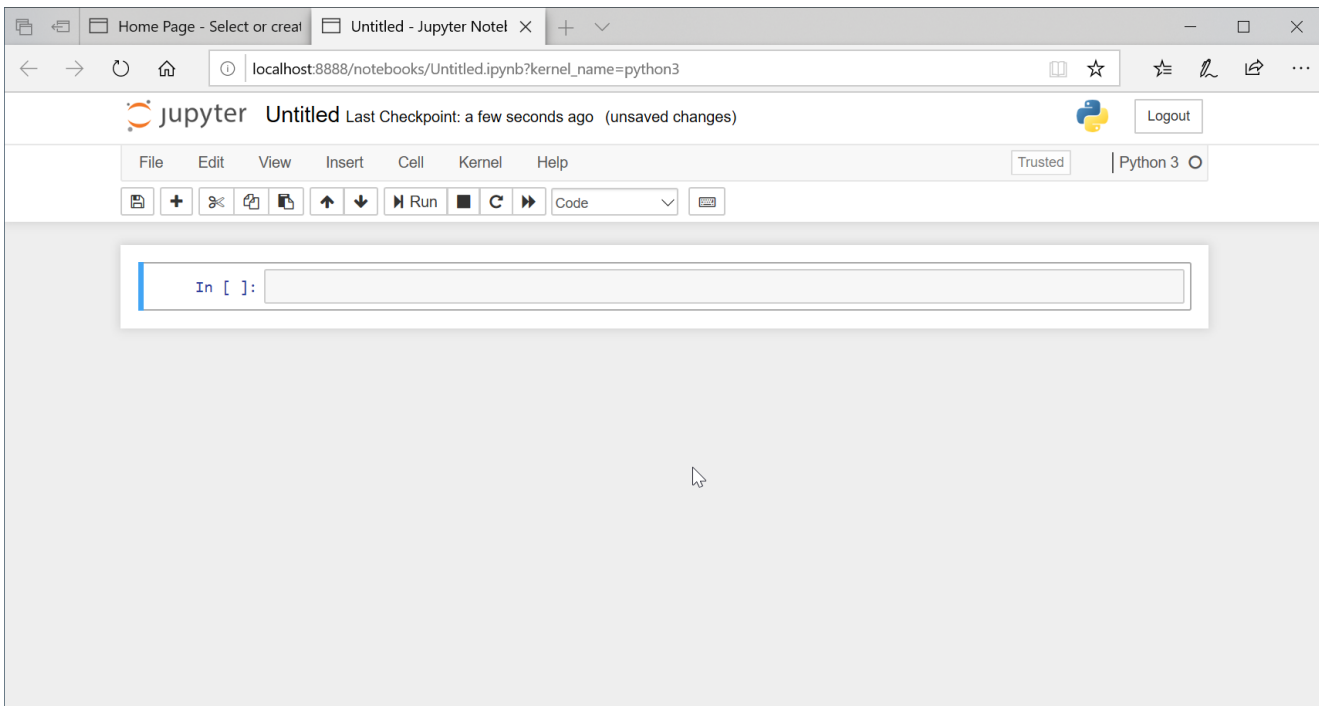 Home Page - Select or creat
Untitled - Jupyter Notel
localhost:8888/notebooks/Untitled.ipynb?kernel_name=python3
jupyter Untitled Last Checkpoint: a few seconds ago (unsaved changes)
Logout
File Edit View Insert Cell Kernel Help
Trusted
Python 3
Run
Code
In [ ]: